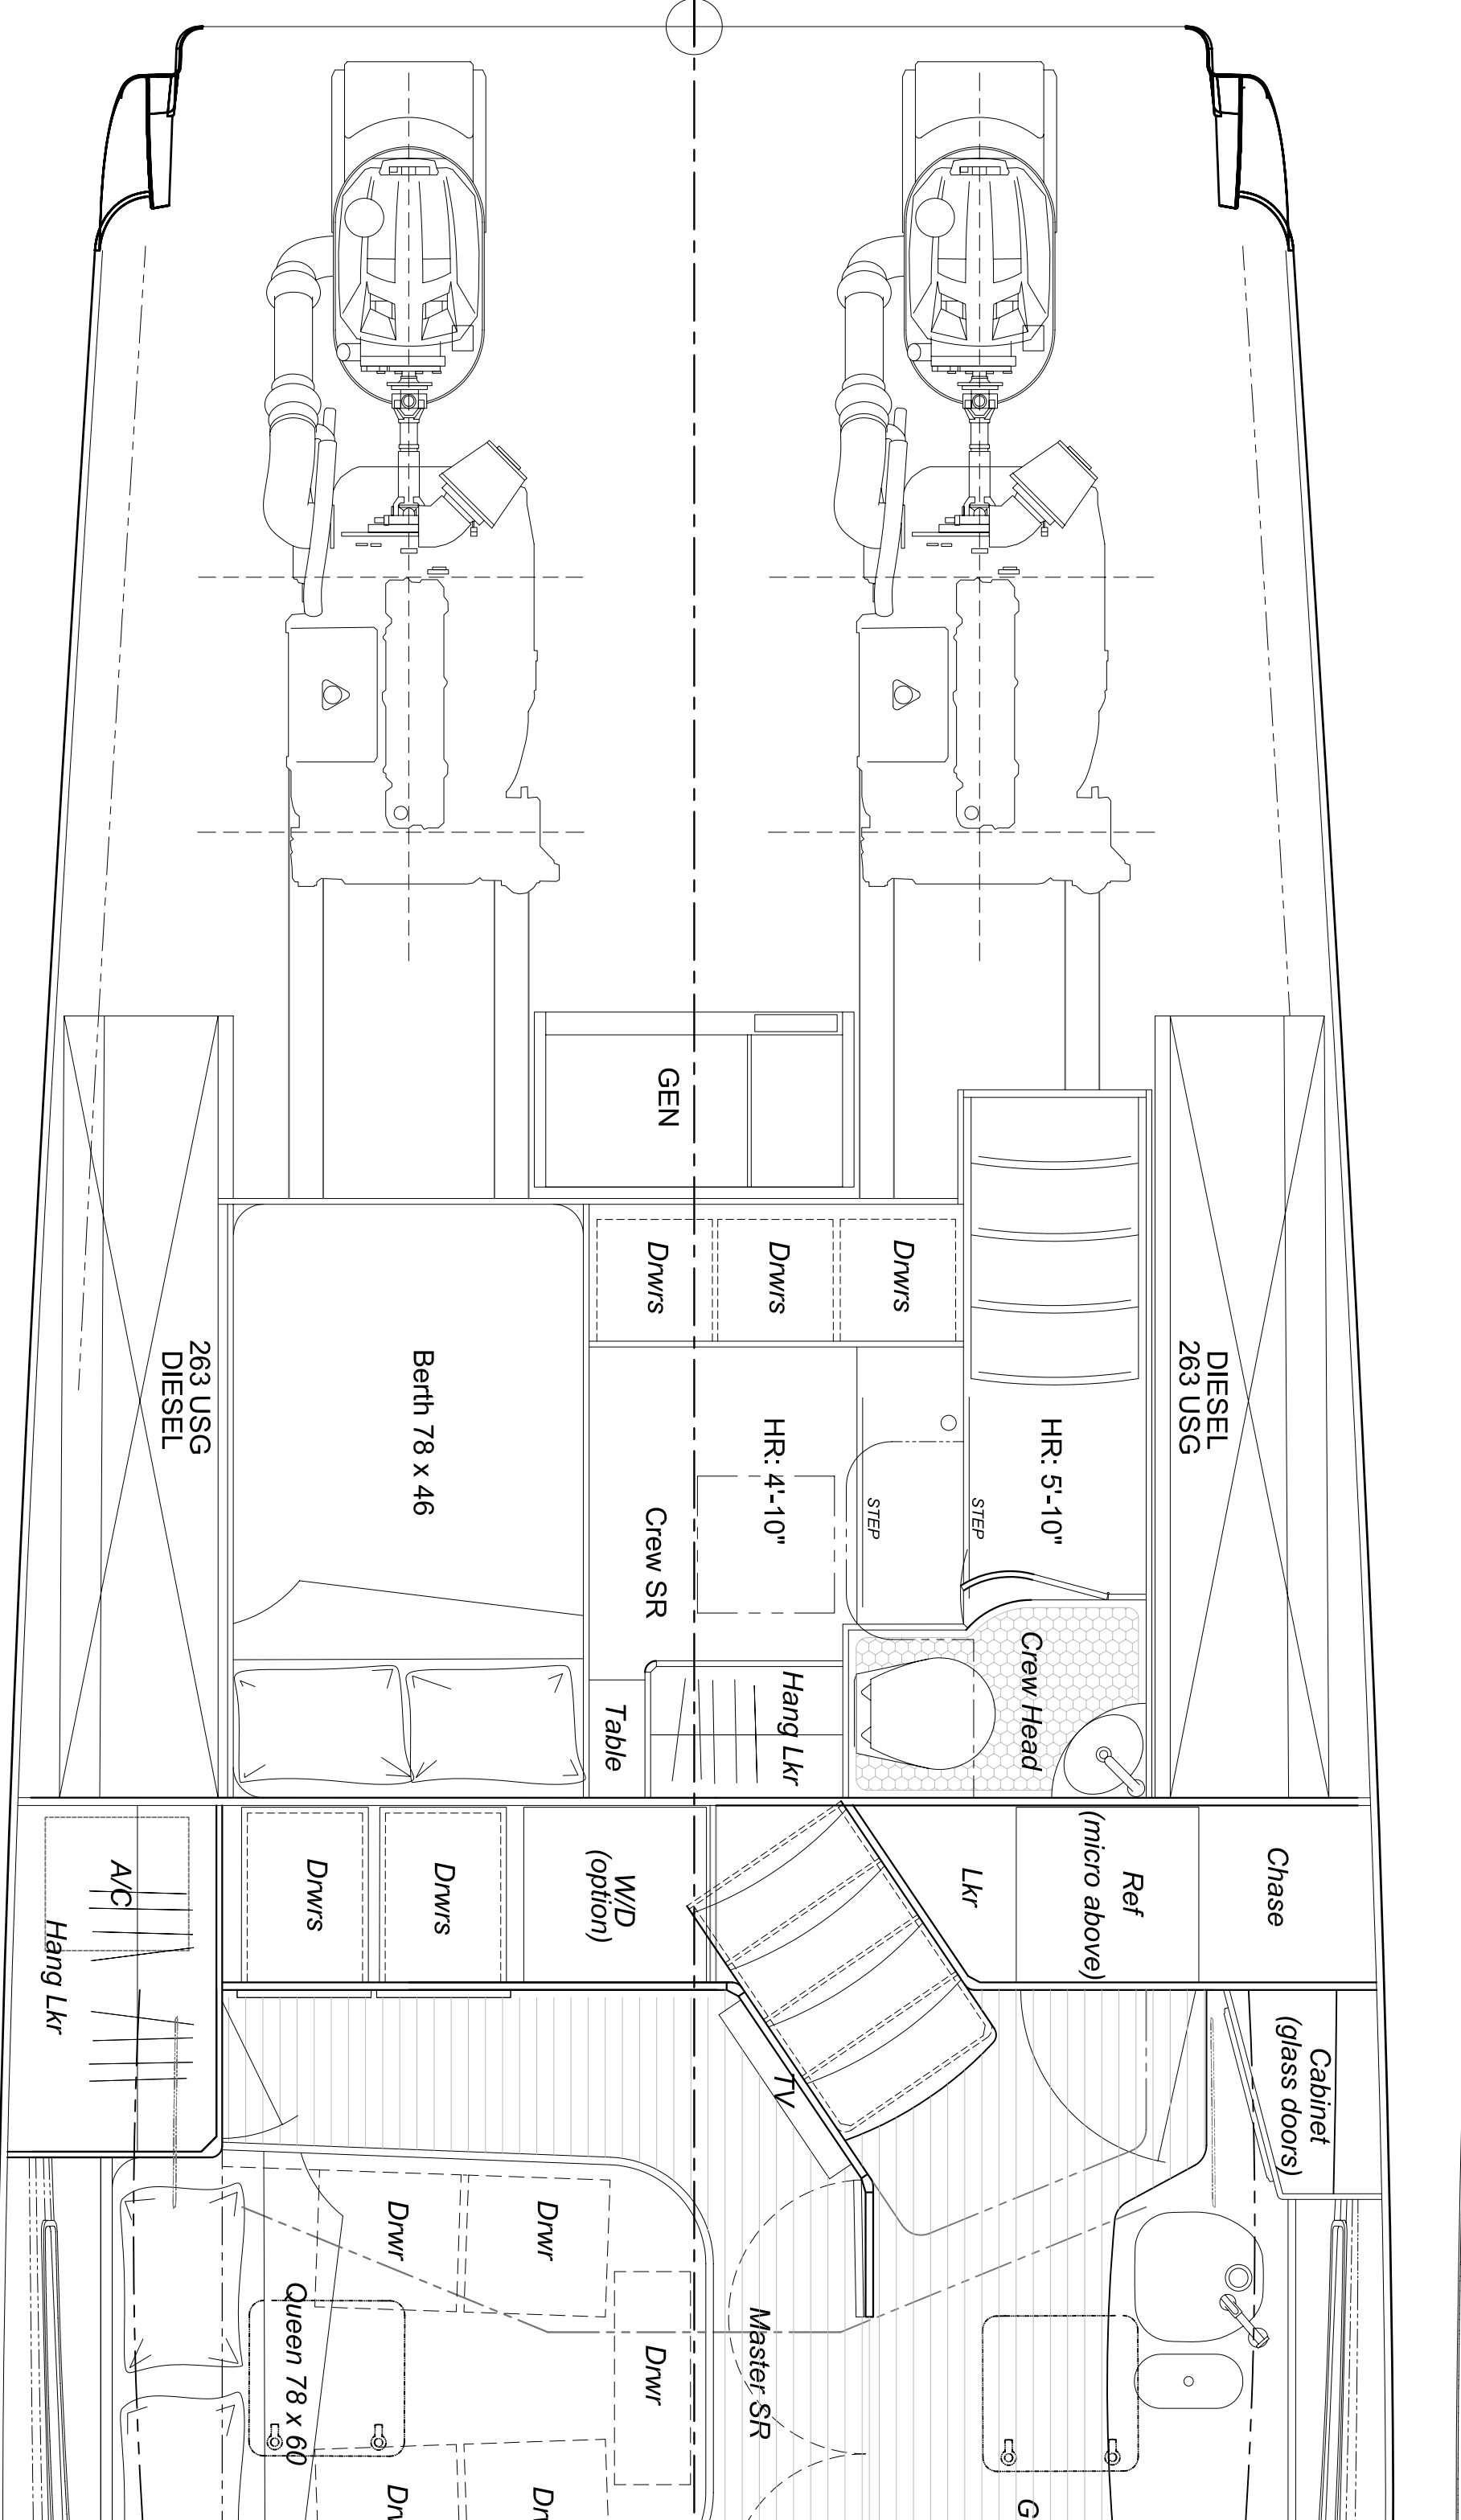 GEN
Drwrs
Drwrs
Drwrs
263 USG
DIESEL
DIESEL
263 USG
Berth 78 x 46
HR: 4'-10"
HR: 5'-10"
STEP
STEP
Crew SR
Crew Head
Hang Lkr
Table
A/C
Hang Lkr
Drwrs
Drwrs
W/D
(option)
Lkr
Ref
(micro above)
Chase
Cabinet
(glass doors)
TV
Drwr
Drwr
Drwr
Queen 78 x 60
Master SR